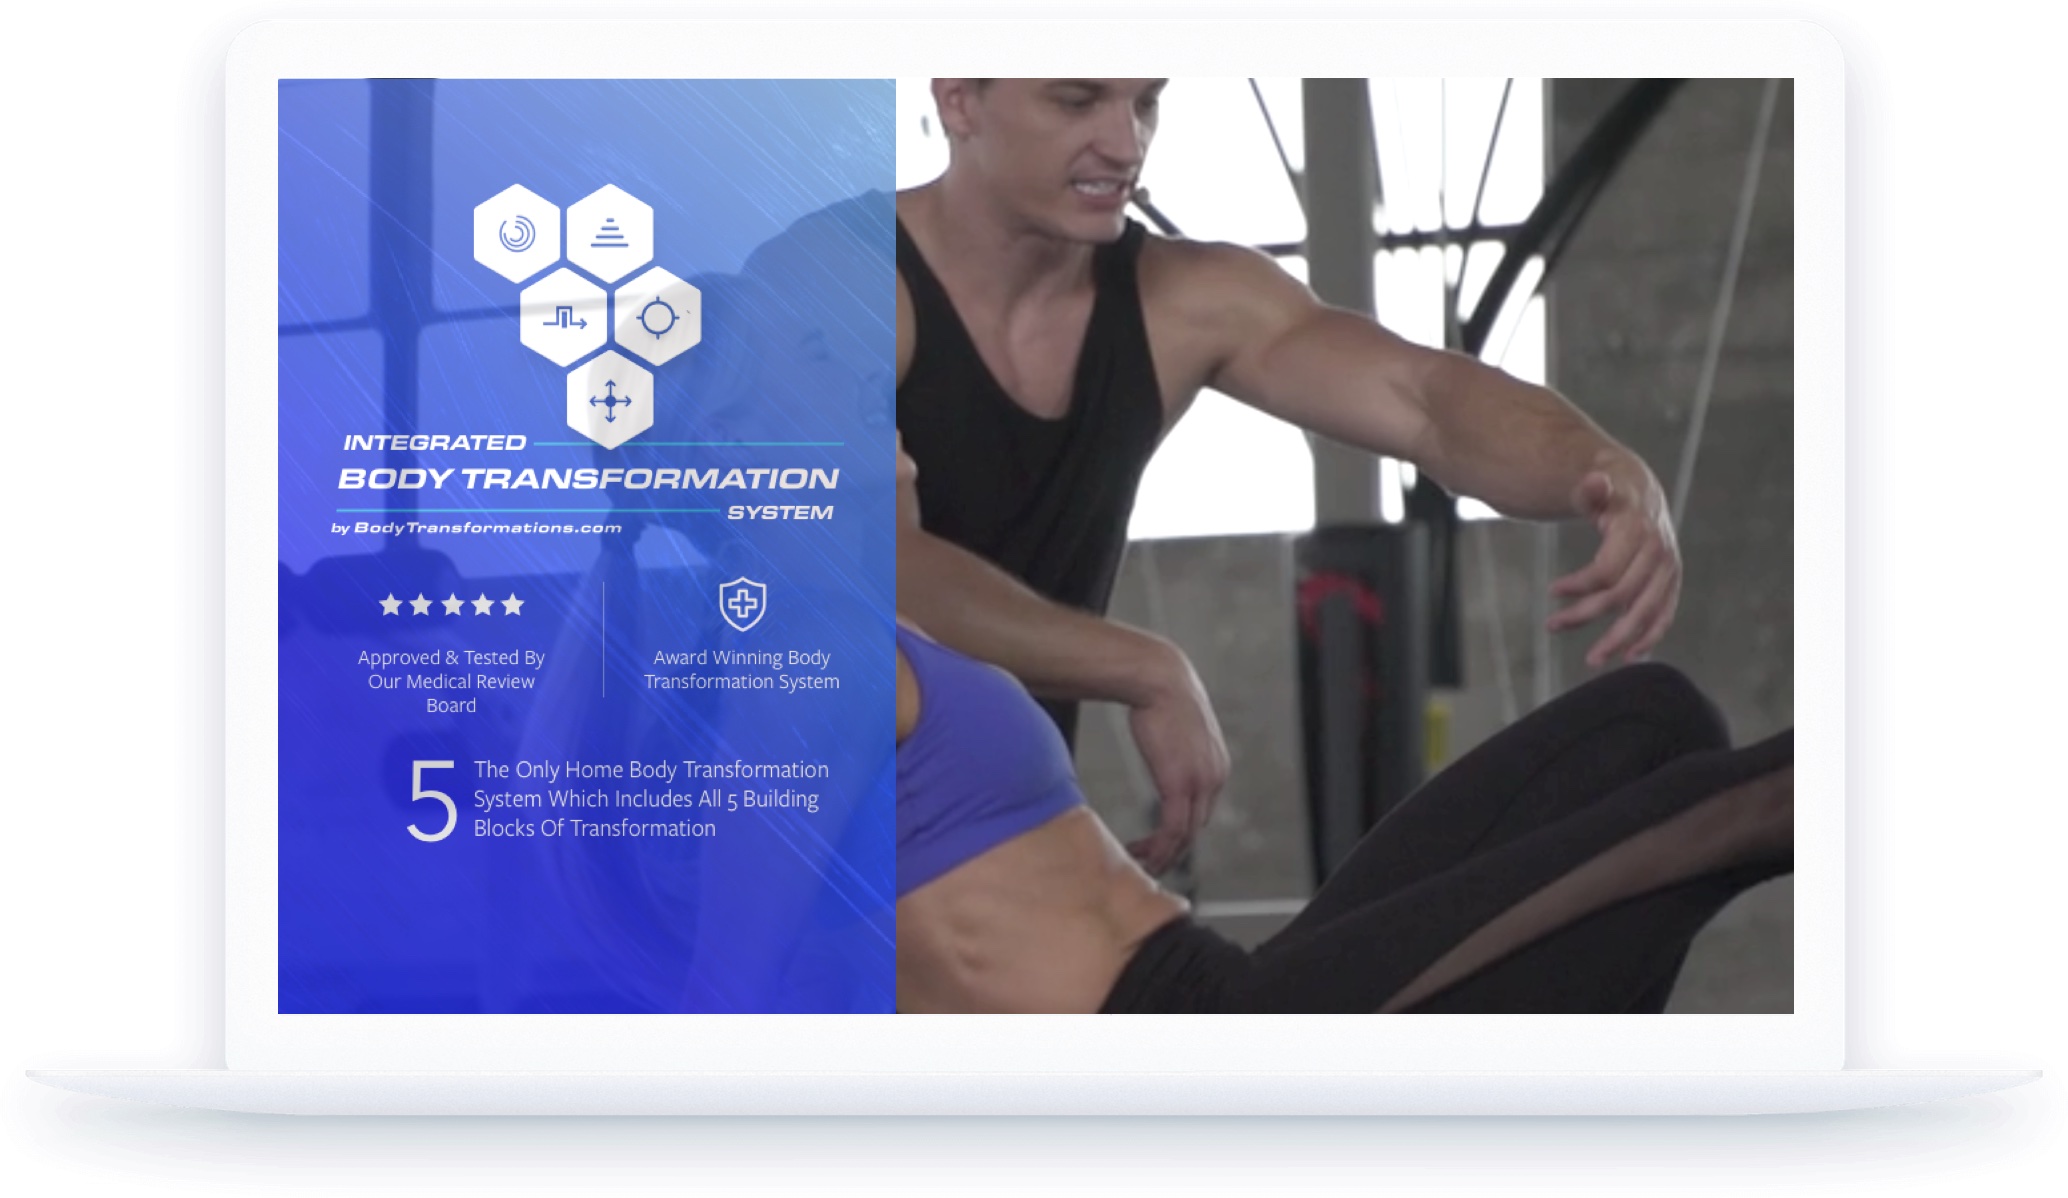 INTEGRATED
BODY TRANSFORMATION
SYSTEM
by BodyTransformations.com
Approved & Tested By
Our Medical Review
Board
Award Winning Body
Transformation System
5
The Only Home Body Transformation
System Which Includes All 5 Building
Blocks Of Transformation